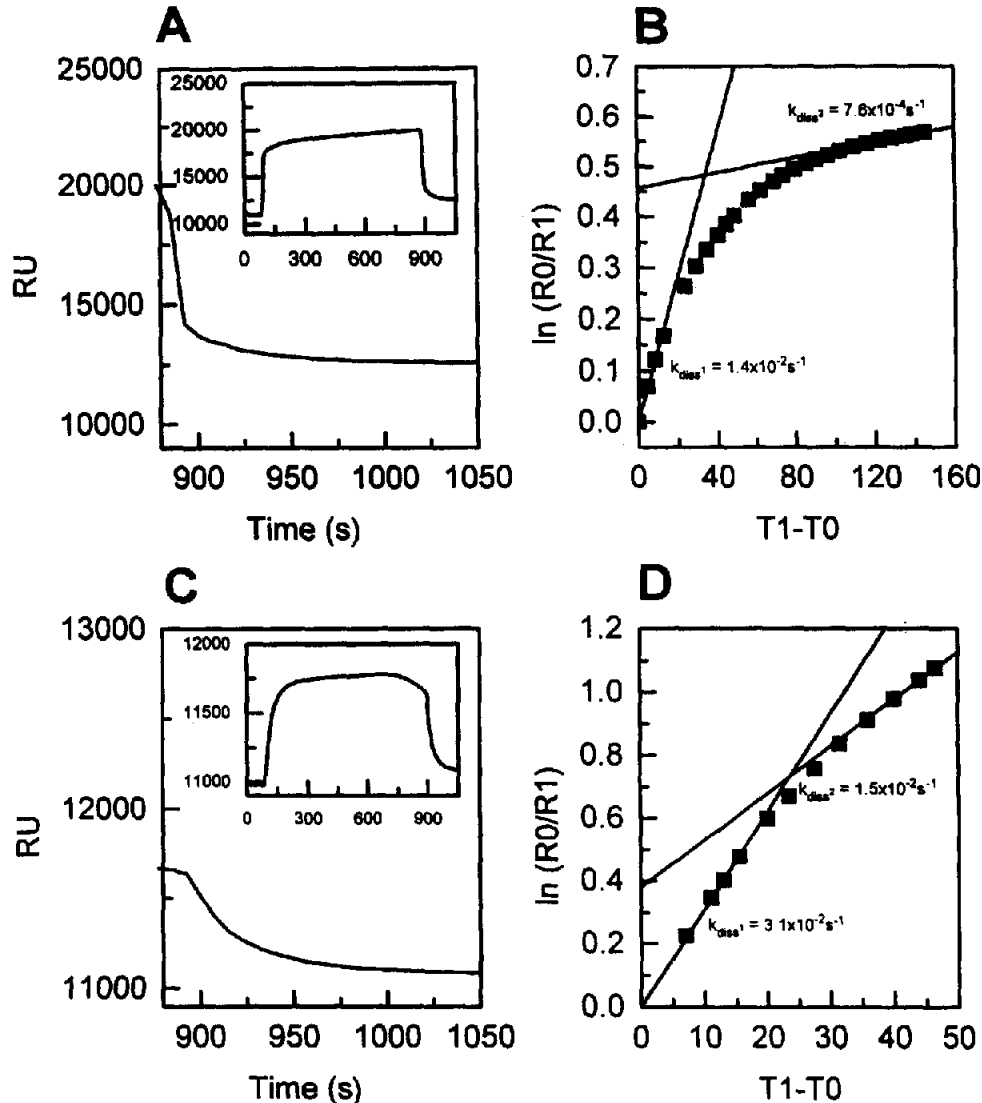 A
25000
20000
15000
10000
RU
900 950 1000 1050
Time (s)
25000
20000
15000
10000
0 300 600 900
B
0.7
0.6
0.5
0.4
0.3
0.2
0.1
0.0
ln (R0/R1)
kdiss² = 7.6x10⁻⁴s⁻¹
kdiss¹ = 1.4x10⁻²s⁻¹
0 40 80 120 160
T1-T0
C
13000
12000
11000
RU
900 950 1000 1050
Time (s)
12000
11500
11000
0 300 600 900
D
1.2
1.0
0.8
0.6
0.4
0.2
0.0
ln (R0/R1)
kdiss² = 1.5x10⁻²s⁻¹
kdiss¹ = 3 1x10⁻²s⁻¹
0 10 20 30 40 50
T1-T0